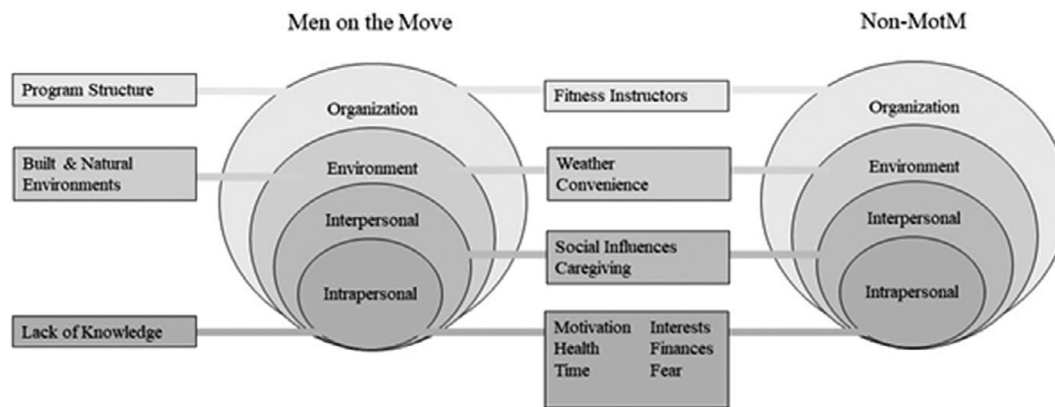 Men on the Move
Non-MotM
Program Structure
Organization
Fitness Instructors
Organization
Built & Natural
Environments
Environment
Weather
Convenience
Environment
Interpersonal
Social Influences
Caregiving
Interpersonal
Intrapersonal
Intrapersonal
Lack of Knowledge
Motivation Interests
Health Finances
Time Fear